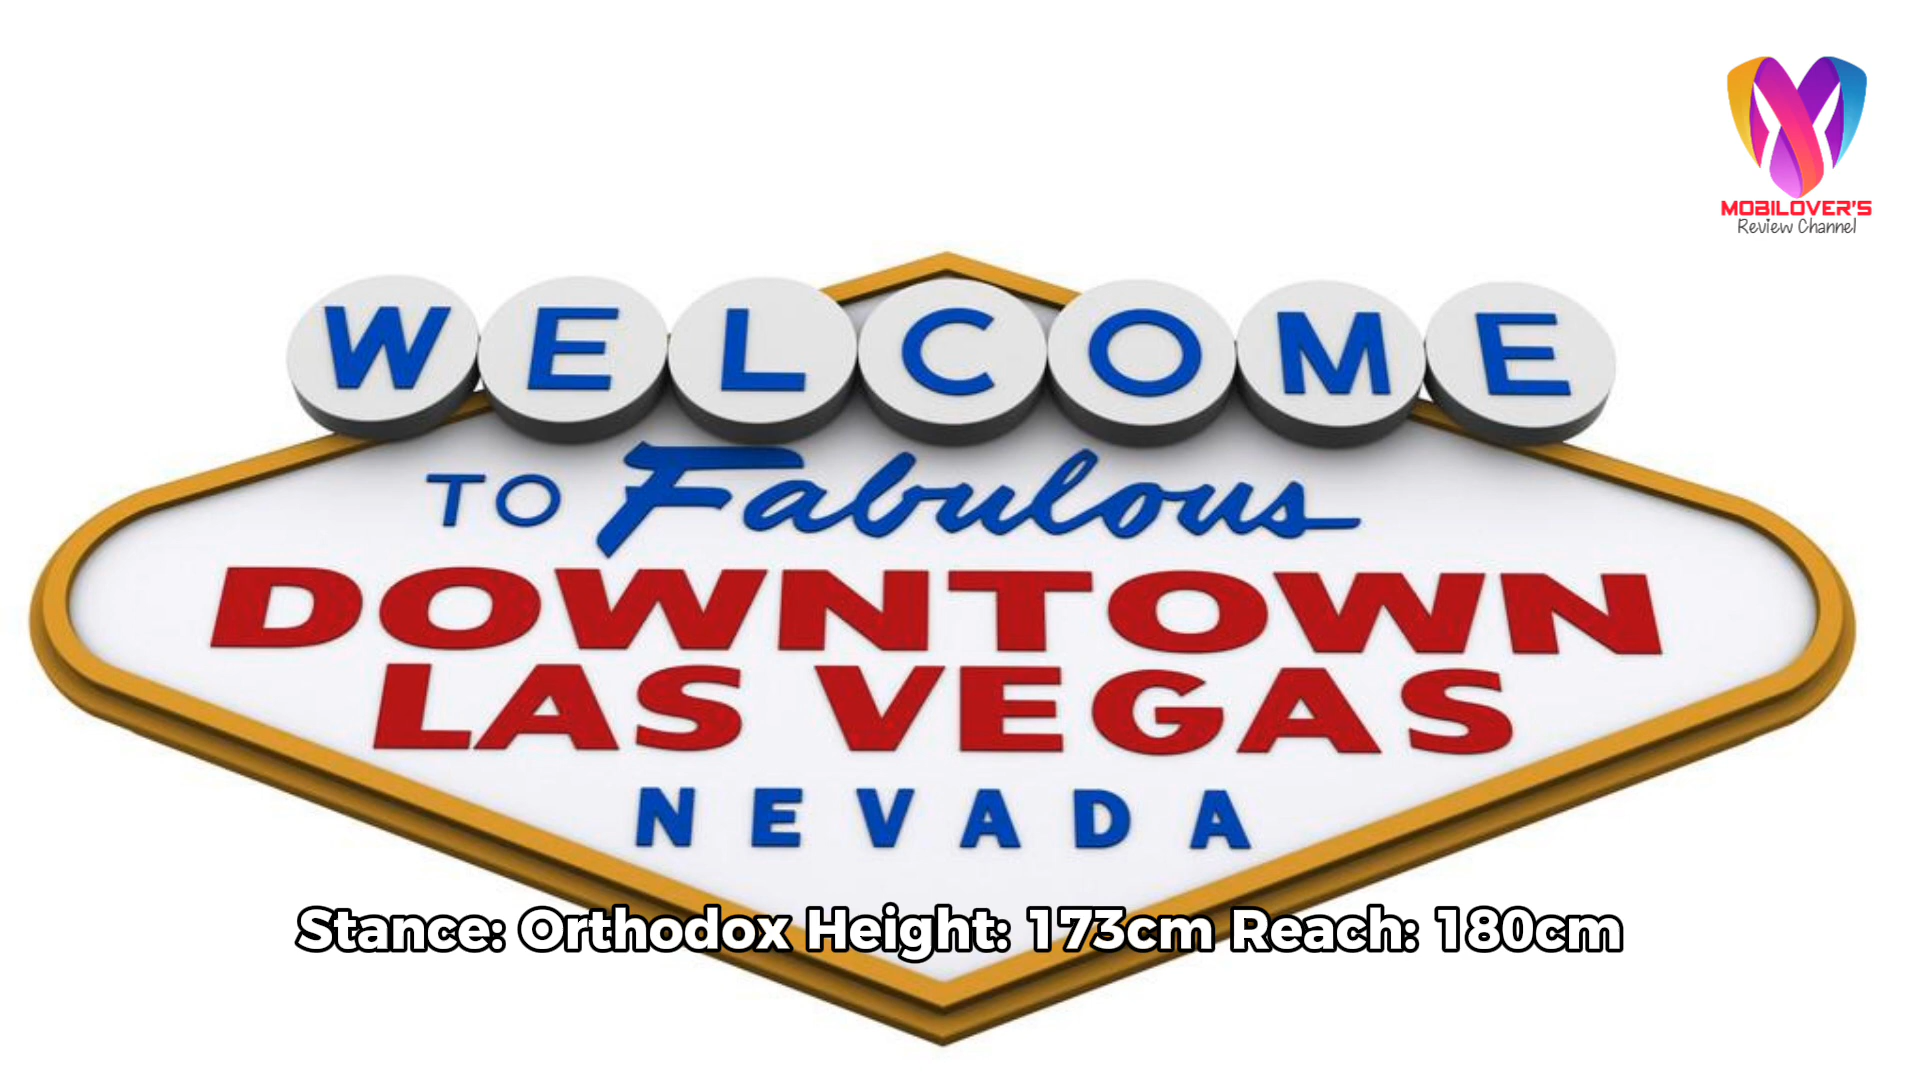 MOBILOVER'S
Review Channel
WELCOME
TO Fabulous
DOWNTOWN
LAS VEGAS
NEVADA
Stance: Orthodox Height: 173cm Reach: 180cm